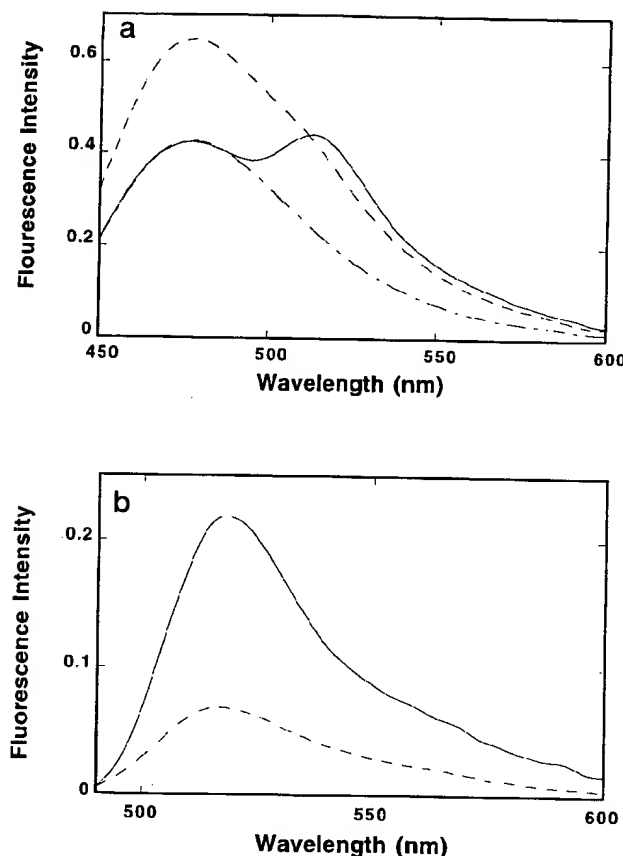 a
0.6
0.4
0.2
0
Flourescence Intensity
450
500
550
600
Wavelength (nm)
b
0.2
0.1
0
Fluorescence Intensity
500
550
600
Wavelength (nm)